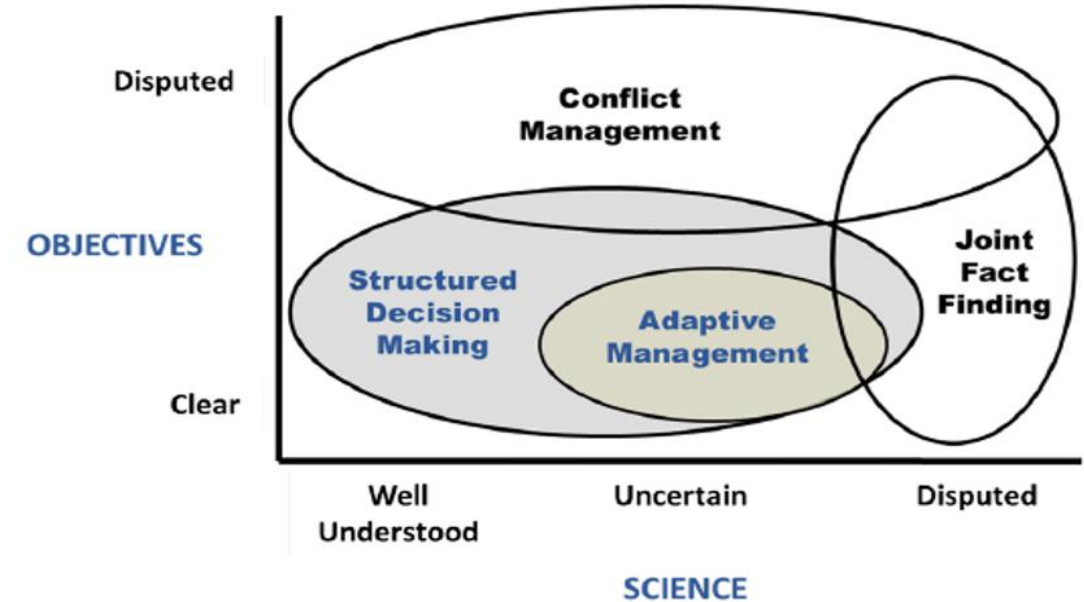 Disputed
Conflict
Management
OBJECTIVES
Joint
Fact
Finding
Structured
Decision
Making
Adaptive
Management
Clear
Well
Understood
Uncertain
Disputed
SCIENCE